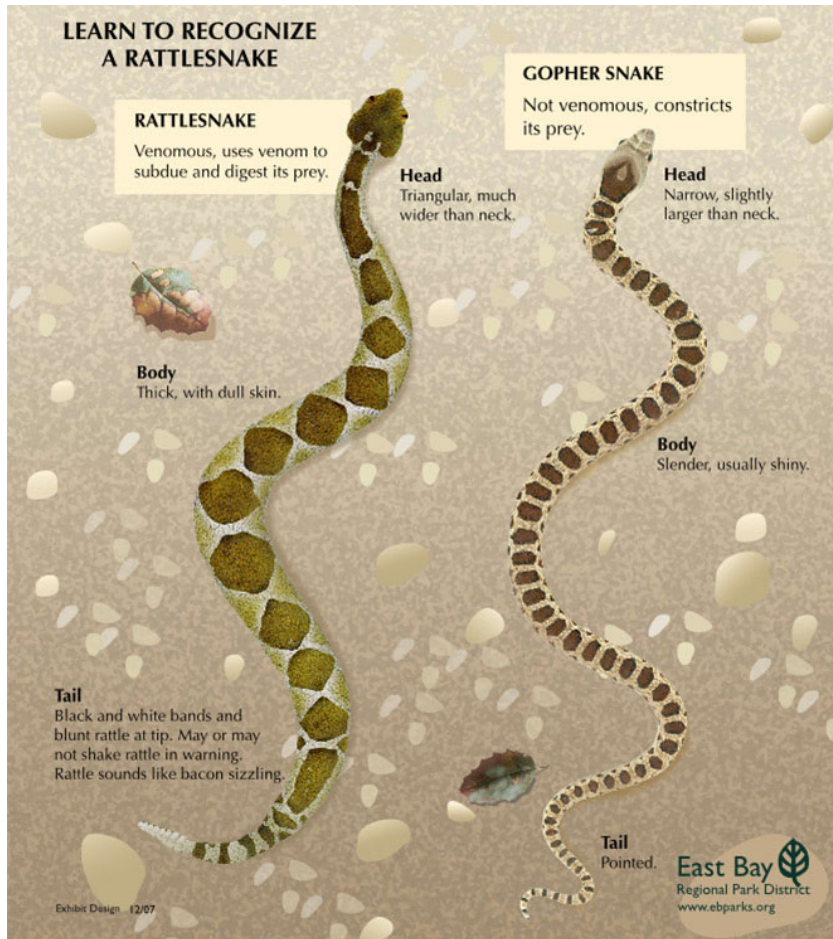 LEARN TO RECOGNIZE
A RATTLESNAKE
RATTLESNAKE
Venomous, uses venom to
subdue and digest its prey.
GOPHER SNAKE
Not venomous, constricts
its prey.
Head
Triangular, much
wider than neck.
Head
Narrow, slightly
larger than neck.
Body
Thick, with dull skin.
Body
Slender, usually shiny.
Tail
Black and white bands and
blunt rattle at tip. May or may
not shake rattle in warning.
Rattle sounds like bacon sizzling.
Tail
Pointed.
East Bay
Regional Park District
www.ebparks.org
Exhibit Design 12/07